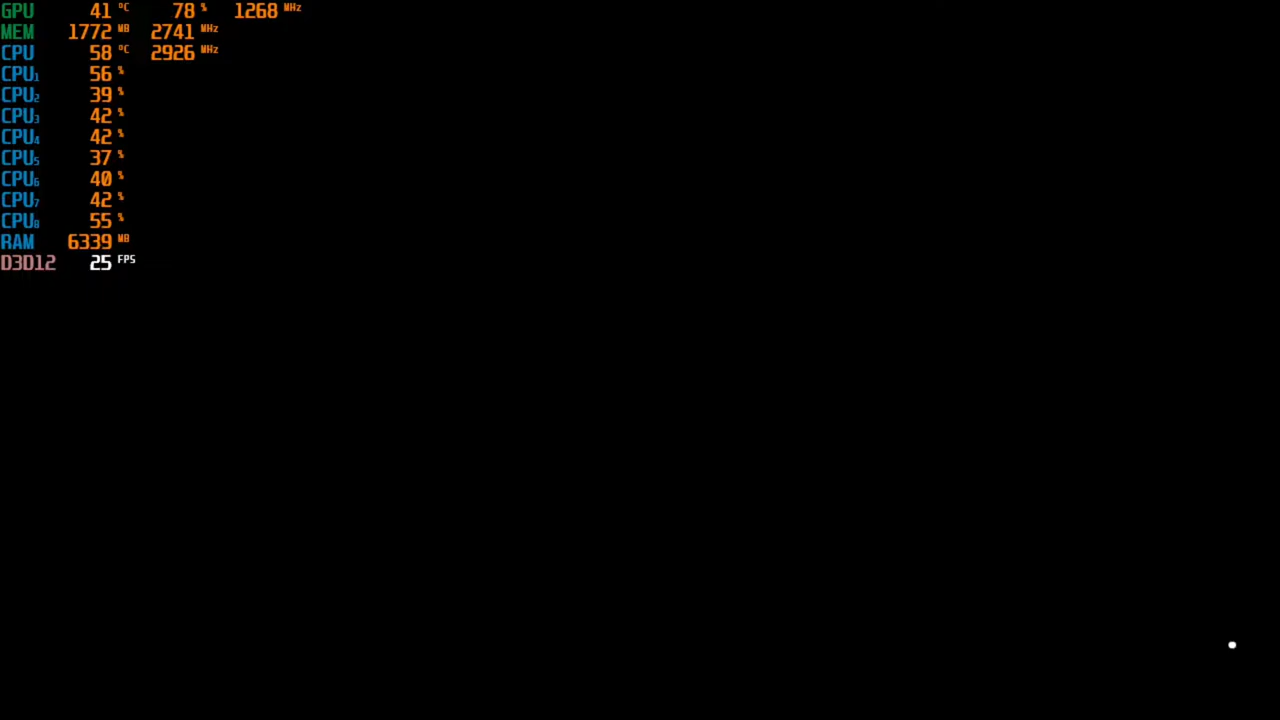 GPU 41 °C 78 % 1268 MHz
MEM 1772 MB 2741 MHz
CPU 58 °C 2926 MHz
CPU1 56 %
CPU2 39 %
CPU3 42 %
CPU4 42 %
CPU5 37 %
CPU6 40 %
CPU7 42 %
CPU8 55 %
RAM 6339 MB
D3D12 25 FPS